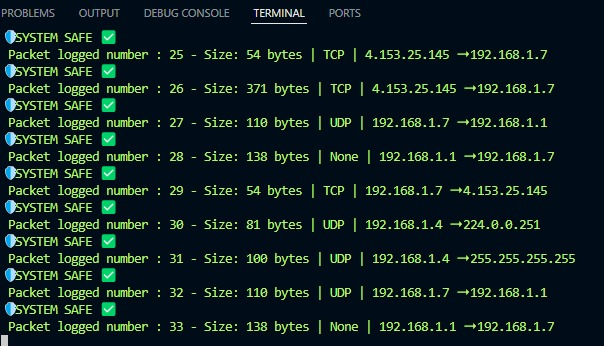 PROBLEMS OUTPUT DEBUG CONSOLE TERMINAL PORTS
🛡️SYSTEM SAFE ✅
Packet logged number : 25 - Size: 54 bytes | TCP | 4.153.25.145 →192.168.1.7
🛡️SYSTEM SAFE ✅
Packet logged number : 26 - Size: 371 bytes | TCP | 4.153.25.145 →192.168.1.7
🛡️SYSTEM SAFE ✅
Packet logged number : 27 - Size: 110 bytes | UDP | 192.168.1.7 →192.168.1.1
🛡️SYSTEM SAFE ✅
Packet logged number : 28 - Size: 138 bytes | None | 192.168.1.1 →192.168.1.7
🛡️SYSTEM SAFE ✅
Packet logged number : 29 - Size: 54 bytes | TCP | 192.168.1.7 →4.153.25.145
🛡️SYSTEM SAFE ✅
Packet logged number : 30 - Size: 81 bytes | UDP | 192.168.1.4 →224.0.0.251
🛡️SYSTEM SAFE ✅
Packet logged number : 31 - Size: 100 bytes | UDP | 192.168.1.4 →255.255.255.255
🛡️SYSTEM SAFE ✅
Packet logged number : 32 - Size: 110 bytes | UDP | 192.168.1.7 →192.168.1.1
🛡️SYSTEM SAFE ✅
Packet logged number : 33 - Size: 138 bytes | None | 192.168.1.1 →192.168.1.7